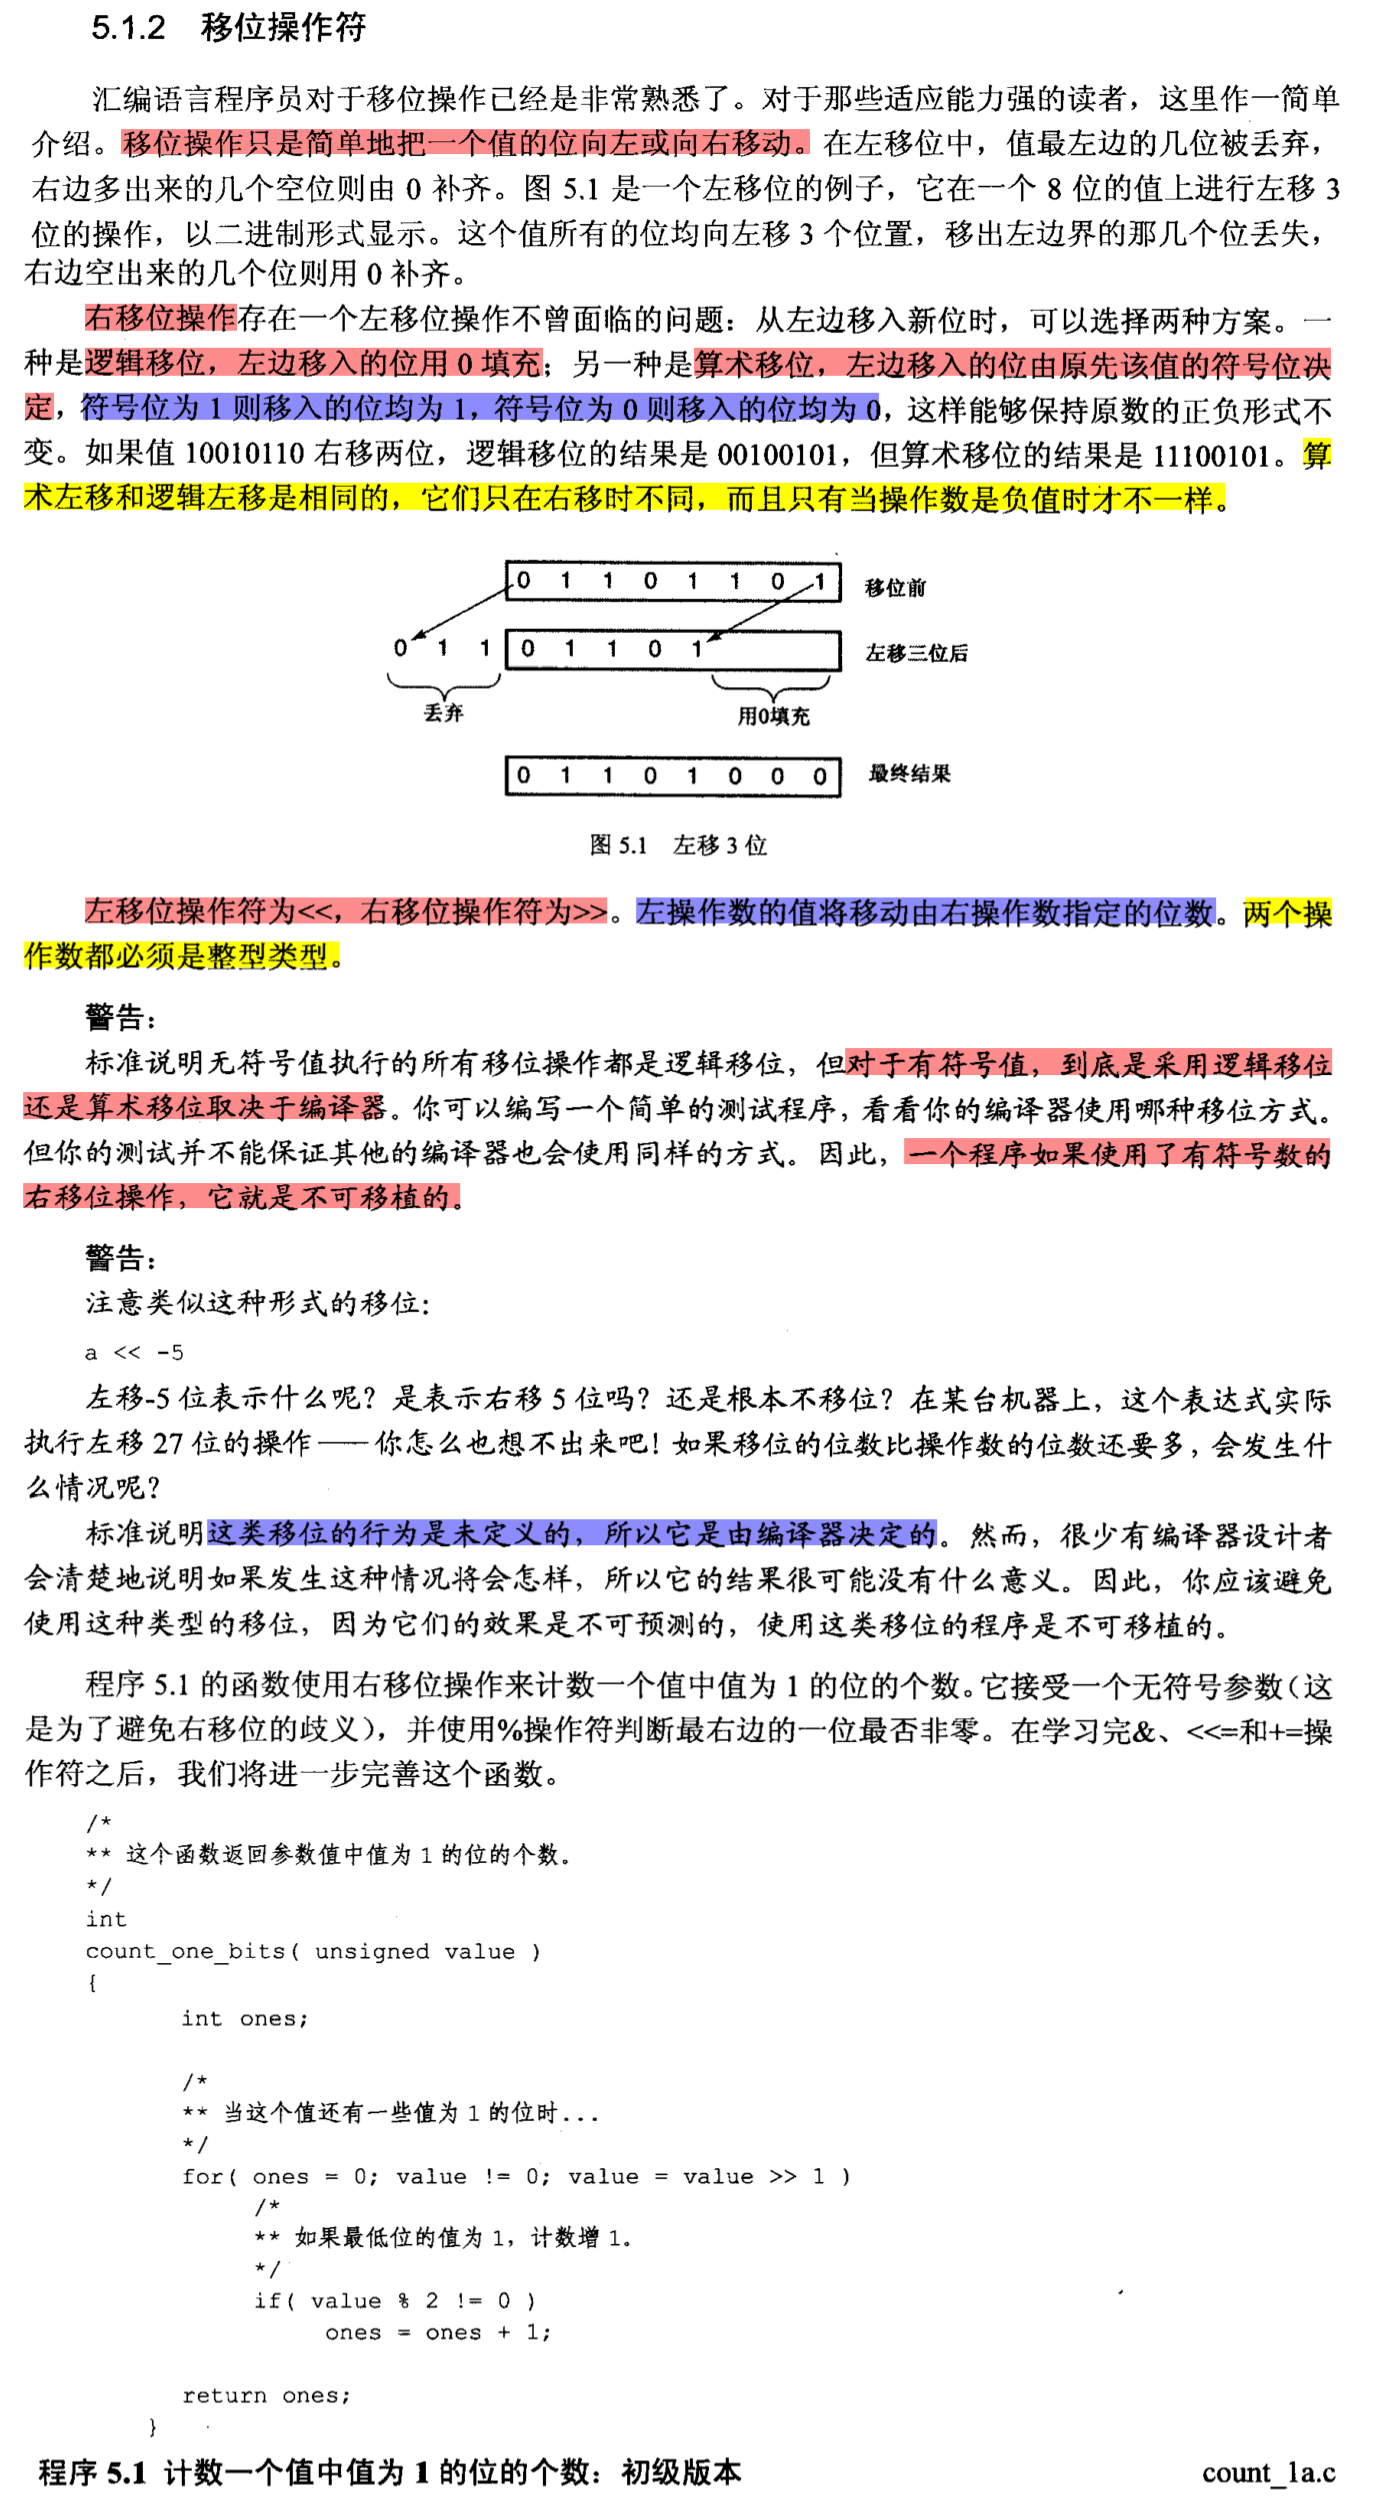 5.1.2 移位操作符
汇编语言程序员对于移位操作已经是非常熟悉了。对于那些适应能力强的读者，这里作一简单
介绍。移位操作只是简单地把一个值的位向左或向右移动。在左移位中，值最左边的几位被丢弃，
右边多出来的几个空位则由 0 补齐。图 5.1 是一个左移位的例子，它在一个 8 位的值上进行左移 3
位的操作，以二进制形式显示。这个值所有的位均向左移 3 个位置，移出左边界的那几个位丢失，
右边空出来的几个位则用 0 补齐。
右移位操作存在一个左移位操作不曾面临的问题：从左边移入新位时，可以选择两种方案。一
种是逻辑移位，左边移入的位用 0 填充；另一种是算术移位，左边移入的位由原先该值的符号位决
定，符号位为 1 则移入的位均为 1，符号位为 0 则移入的位均为 0，这样能够保持原数的正负形式不
变。如果值 10010110 右移两位，逻辑移位的结果是 00100101，但算术移位的结果是 11100101。算
术左移和逻辑左移是相同的，它们只在右移时不同，而且只有当操作数是负值时才不一样。
0 1 1 0 1 1 0 1 移位前
0 1 1 0 1 1 0 1 左移三位后
丢弃 用0填充
0 1 1 0 1 0 0 0 最终结果
图 5.1 左移 3 位
左移位操作符为<<，右移位操作符为>>。左操作数的值将移动由右操作数指定的位数。两个操
作数都必须是整型类型。
警告：
标准说明无符号值执行的所有移位操作都是逻辑移位，但对于有符号值，到底是采用逻辑移位
还是算术移位取决于编译器。你可以编写一个简单的测试程序，看看你的编译器使用哪种移位方式。
但你的测试并不能保证其他的编译器也会使用同样的方式。因此，一个程序如果使用了有符号数的
右移位操作，它就是不可移植的。
警告：
注意类似这种形式的移位：
a << -5
左移-5 位表示什么呢？是表示右移 5 位吗？还是根本不移位？在某台机器上，这个表达式实际
执行左移 27 位的操作——你怎么也想不出来吧！如果移位的位数比操作数的位数还要多，会发生什
么情况呢？
标准说明这类移位的行为是未定义的，所以它是由编译器决定的。然而，很少有编译器设计者
会清楚地说明如果发生这种情况将会怎样，所以它的结果很可能没有什么意义。因此，你应该避免
使用这种类型的移位，因为它们的效果是不可预测的，使用这类移位的程序是不可移植的。
程序 5.1 的函数使用右移位操作来计数一个值中值为 1 的位的个数。它接受一个无符号参数（这
是为了避免右移位的歧义），并使用%操作符判断最右边的一位最否非零。在学习完&、<<=和+=操
作符之后，我们将进一步完善这个函数。
/*
** 这个函数返回参数值中值为 1 的位的个数。
*/
int
count_one_bits( unsigned value )
{
int ones;
/*
** 当这个值还有一些值为 1 的位时...
*/
for( ones = 0; value != 0; value = value >> 1 )
/*
** 如果最低位的值为 1，计数增 1。
*/
if( value % 2 != 0 )
ones = ones + 1;
return ones;
}
程序 5.1 计数一个值中值为 1 的位的个数：初级版本 count_1a.c